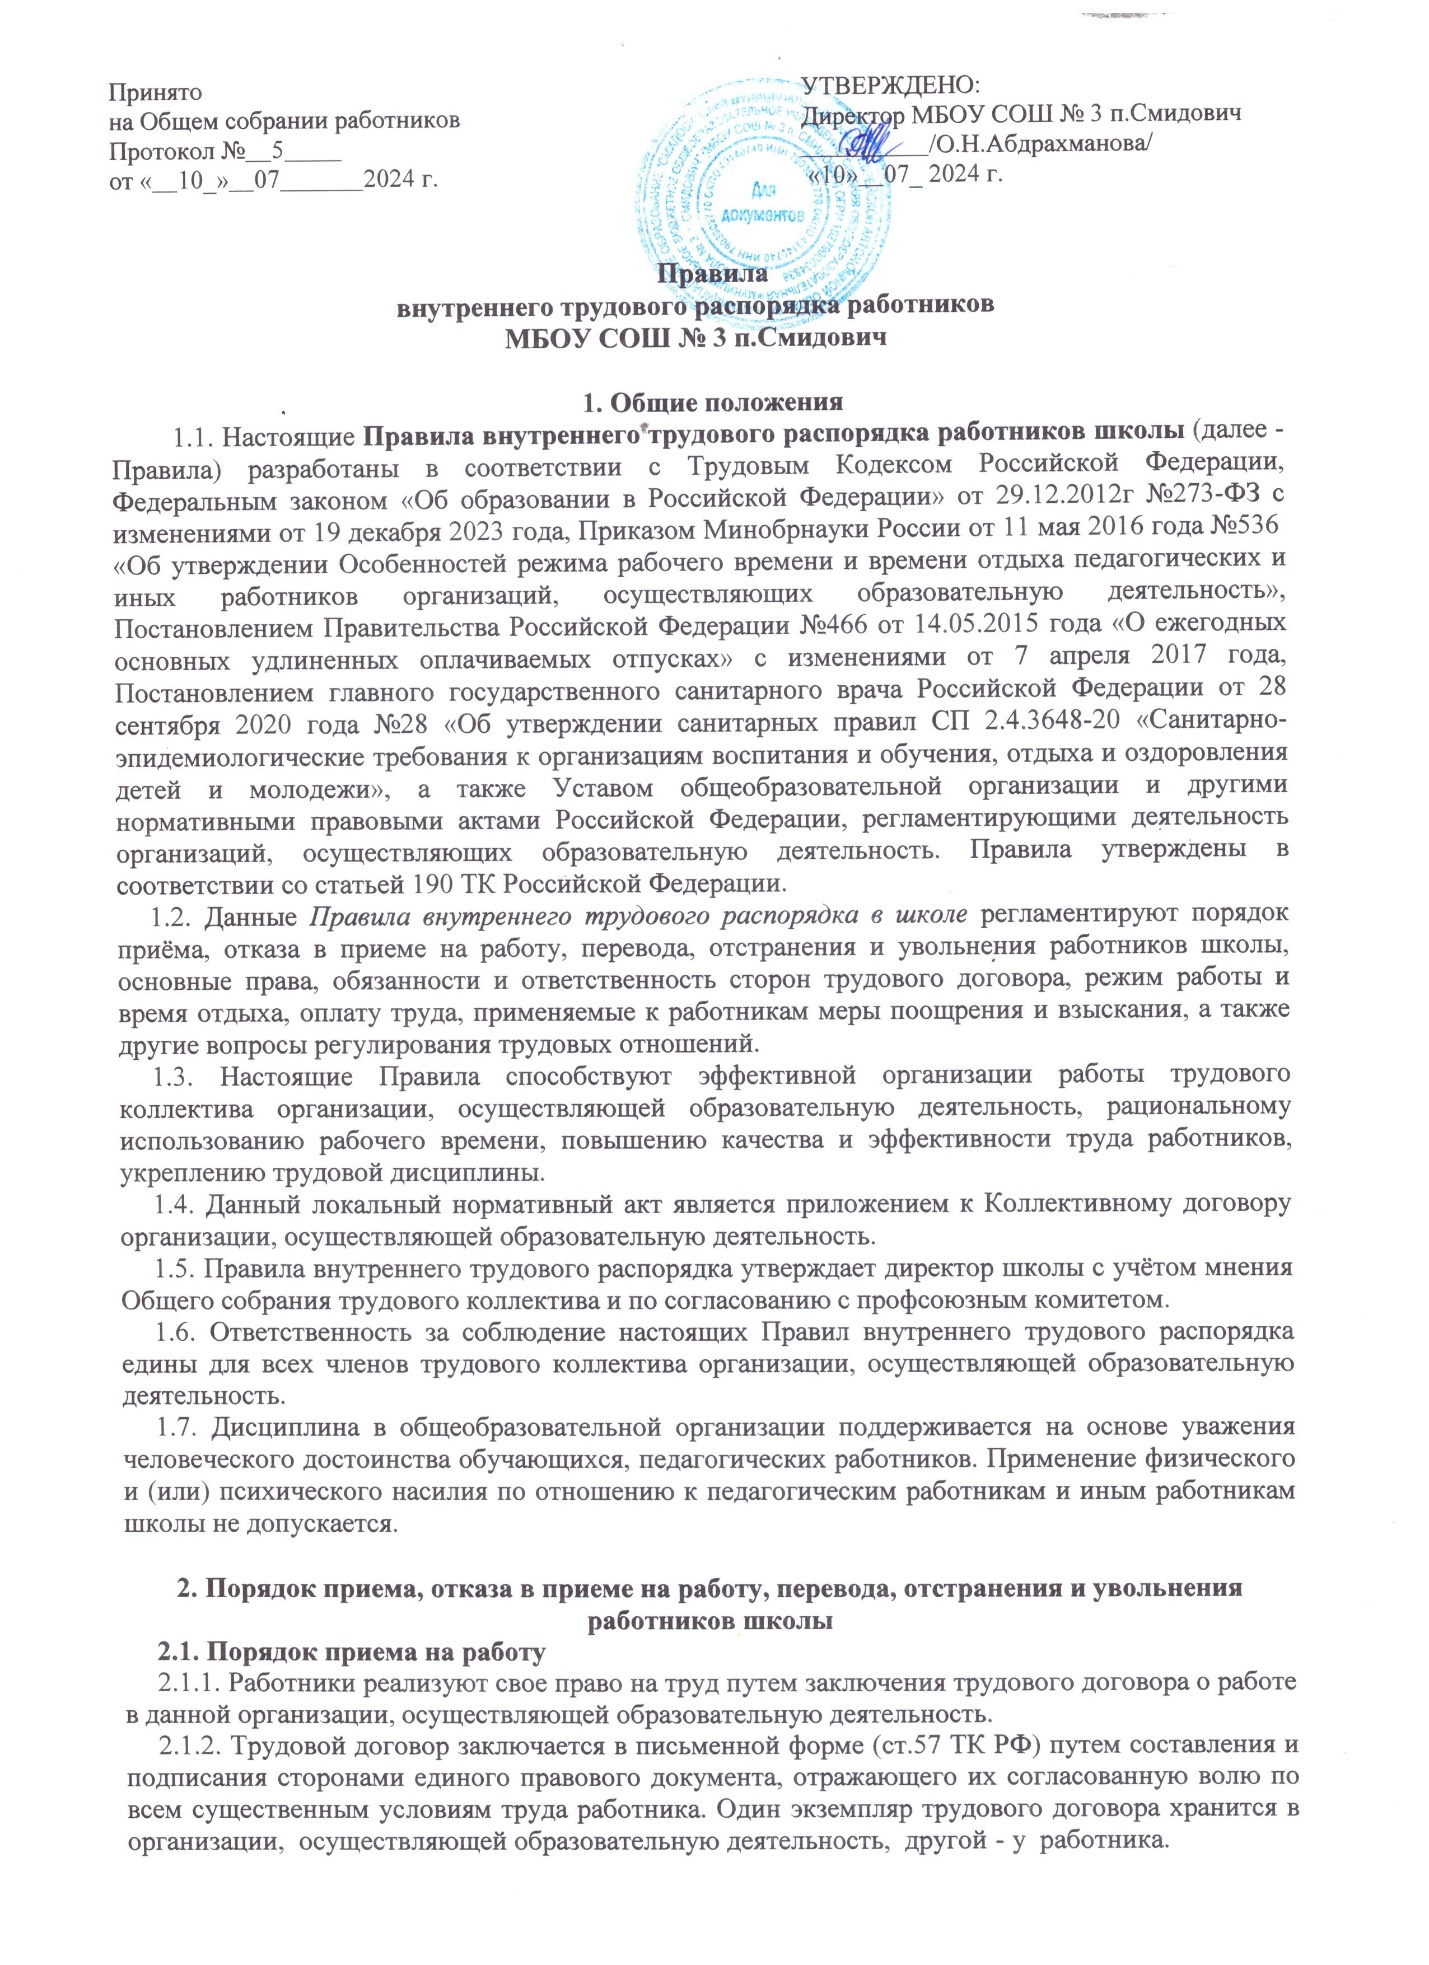 Принято
на Общем собрании работников
Протокол №__5_____
от «__10_»__07_______2024 г.
УТВЕРЖДЕНО:
Директор МБОУ СОШ № 3 п.Смидович
__________/О.Н.Абдрахманова/
«10»__07_ 2024 г.
Для
документов
Правила
внутреннего трудового распорядка работников
МБОУ СОШ № 3 п.Смидович
1. Общие положения
1.1. Настоящие Правила внутреннего трудового распорядка работников школы (далее -
Правила) разработаны в соответствии с Трудовым Кодексом Российской Федерации,
Федеральным законом «Об образовании в Российской Федерации» от 29.12.2012г №273-ФЗ с
изменениями от 19 декабря 2023 года, Приказом Минобрнауки России от 11 мая 2016 года №536
«Об утверждении Особенностей режима рабочего времени и времени отдыха педагогических и
иных работников организаций, осуществляющих образовательную деятельность»,
Постановлением Правительства Российской Федерации №466 от 14.05.2015 года «О ежегодных
основных удлиненных оплачиваемых отпусках» с изменениями от 7 апреля 2017 года,
Постановлением главного государственного санитарного врача Российской Федерации от 28
сентября 2020 года №28 «Об утверждении санитарных правил СП 2.4.3648-20 «Санитарно-
эпидемиологические требования к организациям воспитания и обучения, отдыха и оздоровления
детей и молодежи», а также Уставом общеобразовательной организации и другими
нормативными правовыми актами Российской Федерации, регламентирующими деятельность
организаций, осуществляющих образовательную деятельность. Правила утверждены в
соответствии со статьей 190 ТК Российской Федерации.
1.2. Данные Правила внутреннего трудового распорядка в школе регламентируют порядок
приёма, отказа в приеме на работу, перевода, отстранения и увольнения работников школы,
основные права, обязанности и ответственность сторон трудового договора, режим работы и
время отдыха, оплату труда, применяемые к работникам меры поощрения и взыскания, а также
другие вопросы регулирования трудовых отношений.
1.3. Настоящие Правила способствуют эффективной организации работы трудового
коллектива организации, осуществляющей образовательную деятельность, рациональному
использованию рабочего времени, повышению качества и эффективности труда работников,
укреплению трудовой дисциплины.
1.4. Данный локальный нормативный акт является приложением к Коллективному договору
организации, осуществляющей образовательную деятельность.
1.5. Правила внутреннего трудового распорядка утверждает директор школы с учётом мнения
Общего собрания трудового коллектива и по согласованию с профсоюзным комитетом.
1.6. Ответственность за соблюдение настоящих Правил внутреннего трудового распорядка
едины для всех членов трудового коллектива организации, осуществляющей образовательную
деятельность.
1.7. Дисциплина в общеобразовательной организации поддерживается на основе уважения
человеческого достоинства обучающихся, педагогических работников. Применение физического
и (или) психического насилия по отношению к педагогическим работникам и иным работникам
школы не допускается.
2. Порядок приема, отказа в приеме на работу, перевода, отстранения и увольнения
работников школы
2.1. Порядок приема на работу
2.1.1. Работники реализуют свое право на труд путем заключения трудового договора о работе
в данной организации, осуществляющей образовательную деятельность.
2.1.2. Трудовой договор заключается в письменной форме (ст.57 ТК РФ) путем составления и
подписания сторонами единого правового документа, отражающего их согласованную волю по
всем существенным условиям труда работника. Один экземпляр трудового договора хранится в
организации, осуществляющей образовательную деятельность, другой - у работника.